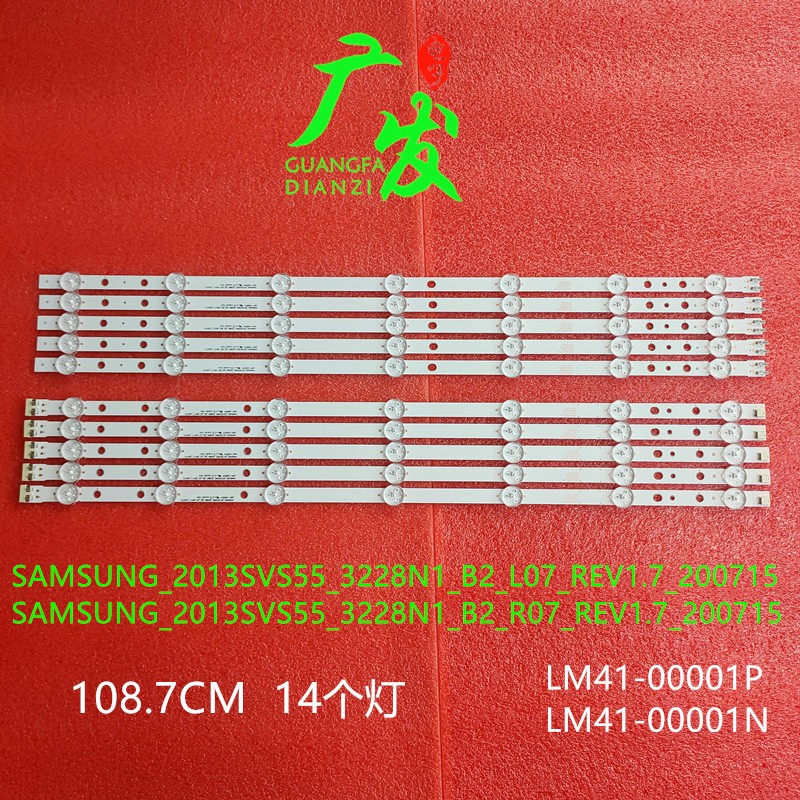 广发
GUANGFA
DIANZI
SAMSUNG_2013SVS55_3228N1_B2_L07_REV1.7_200715
SAMSUNG_2013SVS55_3228N1_B2_R07_REV1.7_200715
108.7CM 14个灯
LM41-00001P
LM41-00001N